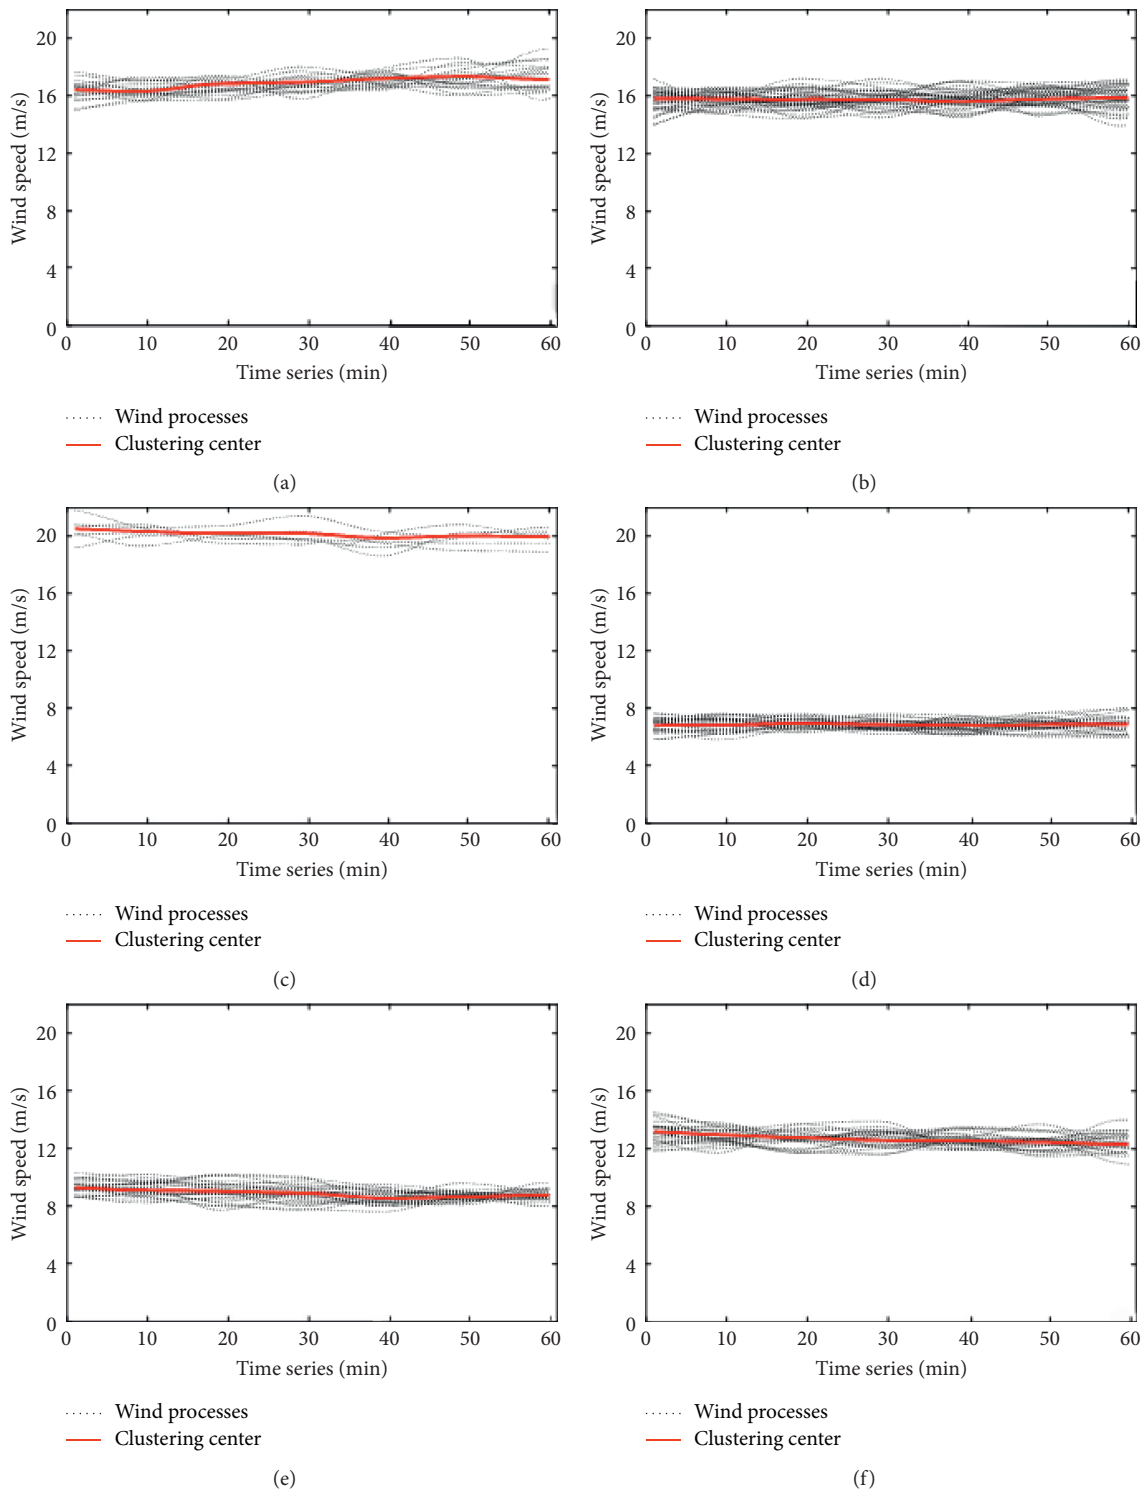 20
16
12
8
4
0
Wind speed (m/s)
0 10 20 30 40 50 60
Time series (min)
Wind processes
Clustering center
(a)
20
16
12
8
4
0
Wind speed (m/s)
0 10 20 30 40 50 60
Time series (min)
Wind processes
Clustering center
(b)
20
16
12
8
4
0
Wind speed (m/s)
0 10 20 30 40 50 60
Time series (min)
Wind processes
Clustering center
(c)
20
16
12
8
4
0
Wind speed (m/s)
0 10 20 30 40 50 60
Time series (min)
Wind processes
Clustering center
(d)
20
16
12
8
4
0
Wind speed (m/s)
0 10 20 30 40 50 60
Time series (min)
Wind processes
Clustering center
(e)
20
16
12
8
4
0
Wind speed (m/s)
0 10 20 30 40 50 60
Time series (min)
Wind processes
Clustering center
(f)